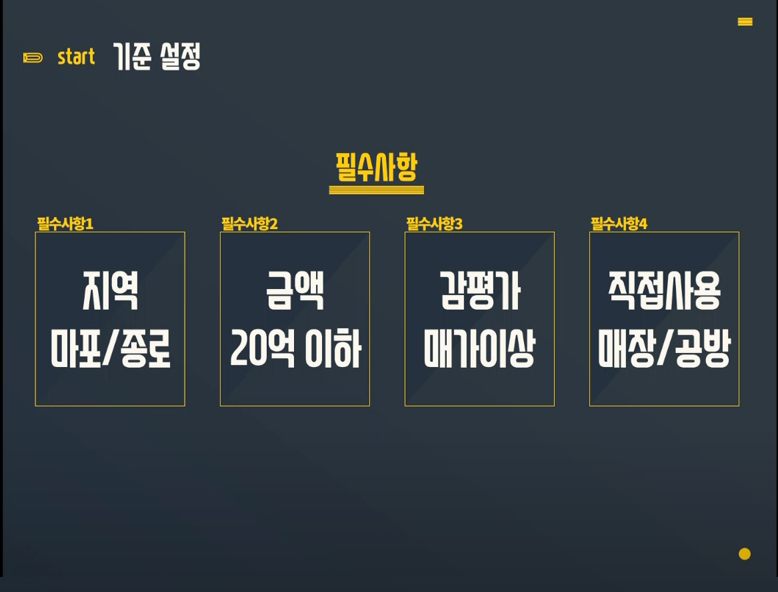 start 기준 설정
필수사항
필수사항1
지역
마포/종로
필수사항2
금액
20억 이하
필수사항3
감평가
매가이상
필수사항4
직접사용
매장/공방